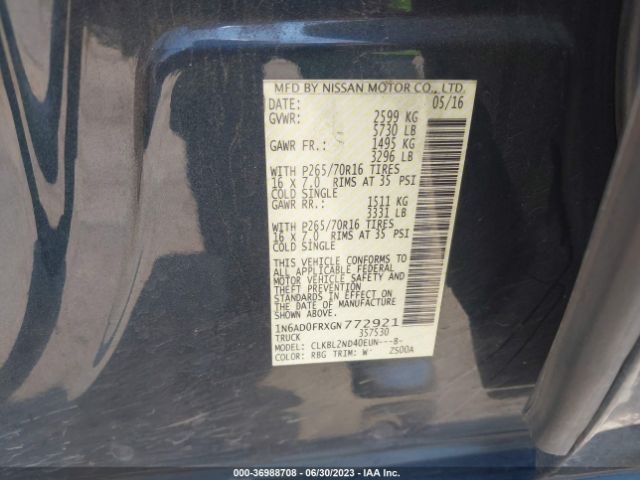 MFD BY NISSAN MOTOR CO., LTD.
DATE: 05/16
GVWR: 2599 KG
5730 LB
GAWR FR.: 1495 KG
3296 LB
WITH P265/70R16 TIRES
16 X 7.0 RIMS AT 35 PSI
COLD SINGLE
GAWR RR.: 1511 KG
3331 LB
WITH P265/70R16 TIRES
16 X 7.0 RIMS AT 35 PSI
COLD SINGLE
THIS VEHICLE CONFORMS TO
ALL APPLICABLE FEDERAL
MOTOR VEHICLE SAFETY AND
THEFT PREVENTION
STANDARDS IN EFFECT ON
THE DATE OF MANUFACTURE
SHOWN ABOVE.
1N6AD0FRXGN772921
TRUCK 357530
MODEL: CLKBL2ND40EUN---B-
COLOR: RBG TRIM: W ZS00A
000-36988708 - 06/30/2023 - IAA Inc.